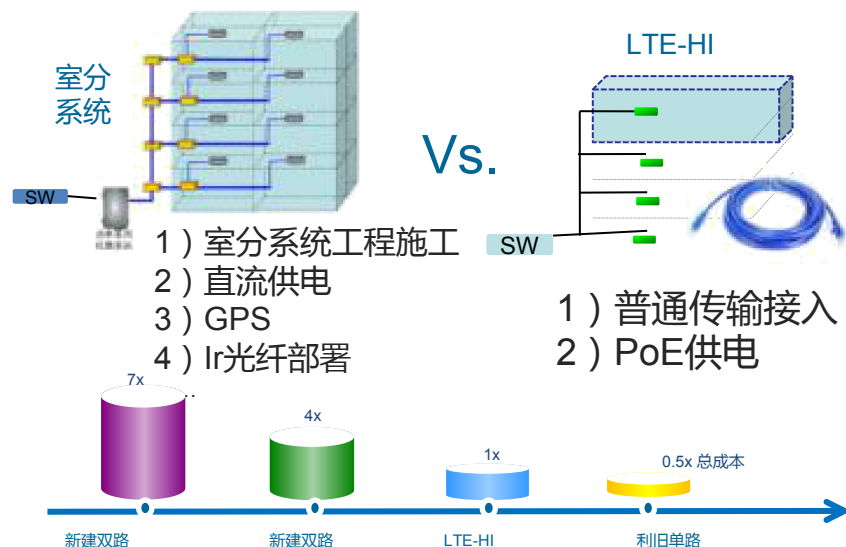 LTE-HI
室分
系统
Vs.
SW
SW
1）室分系统工程施工
2）直流供电
3）GPS
4）Ir光纤部署
..
1）普通传输接入
2）PoE供电
7x
4x
1x
0.5x 总成本
新建双路
新建双路
LTE-HI
利旧单路